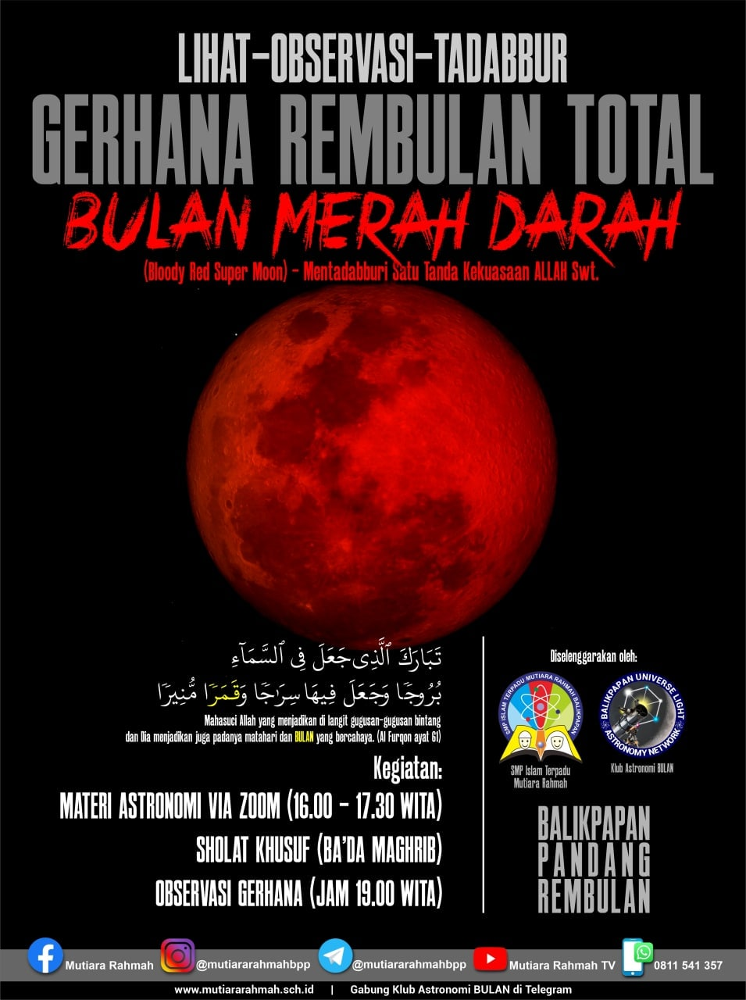 LIHAT-OBSERVASI-TADABBUR
GERHANA REMBULAN TOTAL
BULAN MERAH DARAH
(Bloody Red Super Moon) - Mentadabburi Satu Tanda Kekuasaan ALLAH Swt.
تَبَارَكَ ٱلَّذِى جَعَلَ فِى ٱلسَّمَآءِ
بُرُوجًا وَجَعَلَ فِيهَا سِرَٰجًا وَقَمَرًا مُّنِيرًا
Mahasuci Allah yang menjadikan di langit gugusan-gugusan bintang
dan Dia menjadikan juga padanya matahari dan BULAN yang bercahaya. (Al Furqon ayat 61)
Kegiatan:
MATERI ASTRONOMI VIA ZOOM (16.00 - 17.30 WITA)
SHOLAT KHUSUF (BA'DA MAGHRIB)
OBSERVASI GERHANA (JAM 19.00 WITA)
Diselenggarakan oleh:
SMP ISLAM TERPADU MUTIARA RAHMAH BALIKPAPAN
SMP Islam Terpadu
Mutiara Rahmah
BALIKPAPAN UNIVERSE LIGHT
ASTRONOMY NETWORK
Klub Astronomi BULAN
BALIKPAPAN
PANDANG
REMBULAN
Mutiara Rahmah
@mutiararahmahbpp
@mutiararahmahbpp
Mutiara Rahmah TV
0811 541 357
www.mutiararahmah.sch.id | Gabung Klub Astronomi BULAN di Telegram